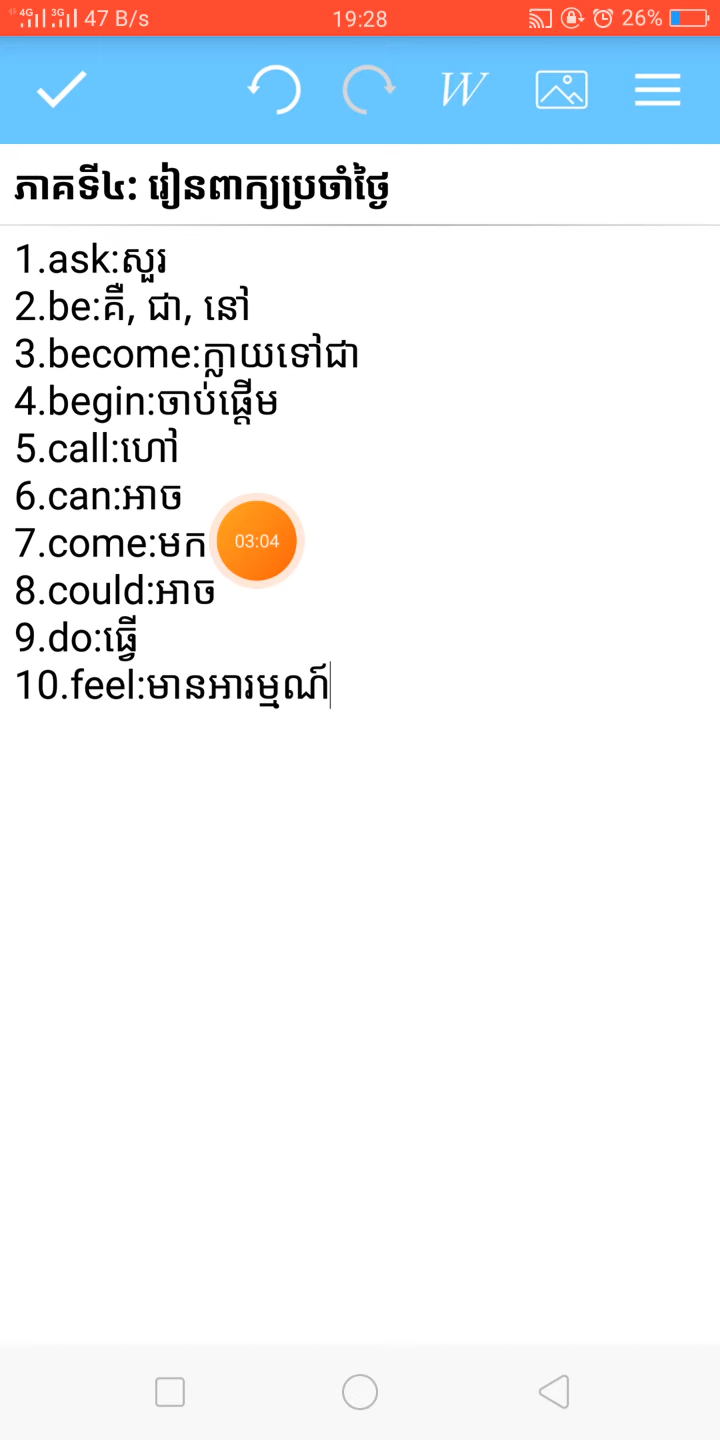 4G 3G 47 B/s 19:28 26%
W
ភាគទី៤: រៀនពាក្យប្រចាំថ្ងៃ
1.ask:សួរ
2.be:គឺ, ជា, នៅ
3.become:ក្លាយទៅជា
4.begin:ចាប់ផ្តើម
5.call:ហៅ
6.can:អាច
7.come:មក
03:04
8.could:អាច
9.do:ធ្វើ
10.feel:មានអារម្មណ៍